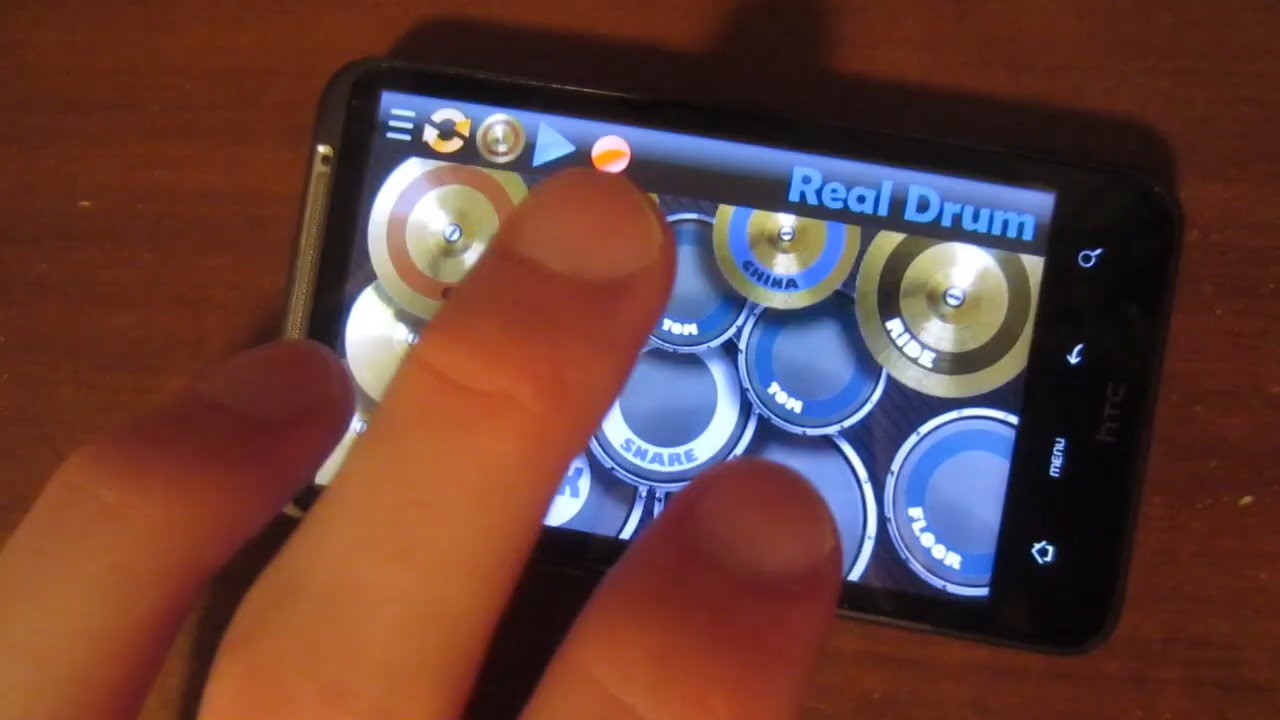 Real Drum
CHINA
TOM
RIDE
TOM
SNARE
K
FLOOR
MENU
hTC